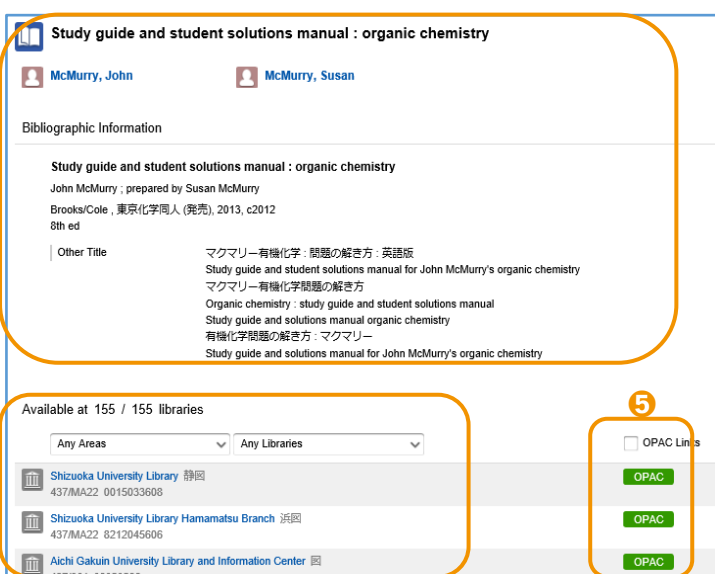 Study guide and student solutions manual : organic chemistry
McMurry, John
McMurry, Susan
Bibliographic Information
Study guide and student solutions manual : organic chemistry
John McMurry ; prepared by Susan McMurry
Brooks/Cole , 東京化学同人 (発売), 2013, c2012
8th ed
Other Title
マクマリー有機化学 : 問題の解き方 : 英語版
Study guide and student solutions manual for John McMurry's organic chemistry
マクマリー有機化学問題の解き方
Organic chemistry : study guide and student solutions manual
Study guide and solutions manual organic chemistry
有機化学問題の解き方 : マクマリー
Study guide and solutions manual for John McMurry's organic chemistry
Available at 155 / 155 libraries
5
Any Areas
Any Libraries
OPAC Links
Shizuoka University Library 静図
437/MA22 0015033608
OPAC
Shizuoka University Library Hamamatsu Branch 浜図
437/MA22 8212045606
OPAC
Aichi Gakuin University Library and Information Center 図
OPAC